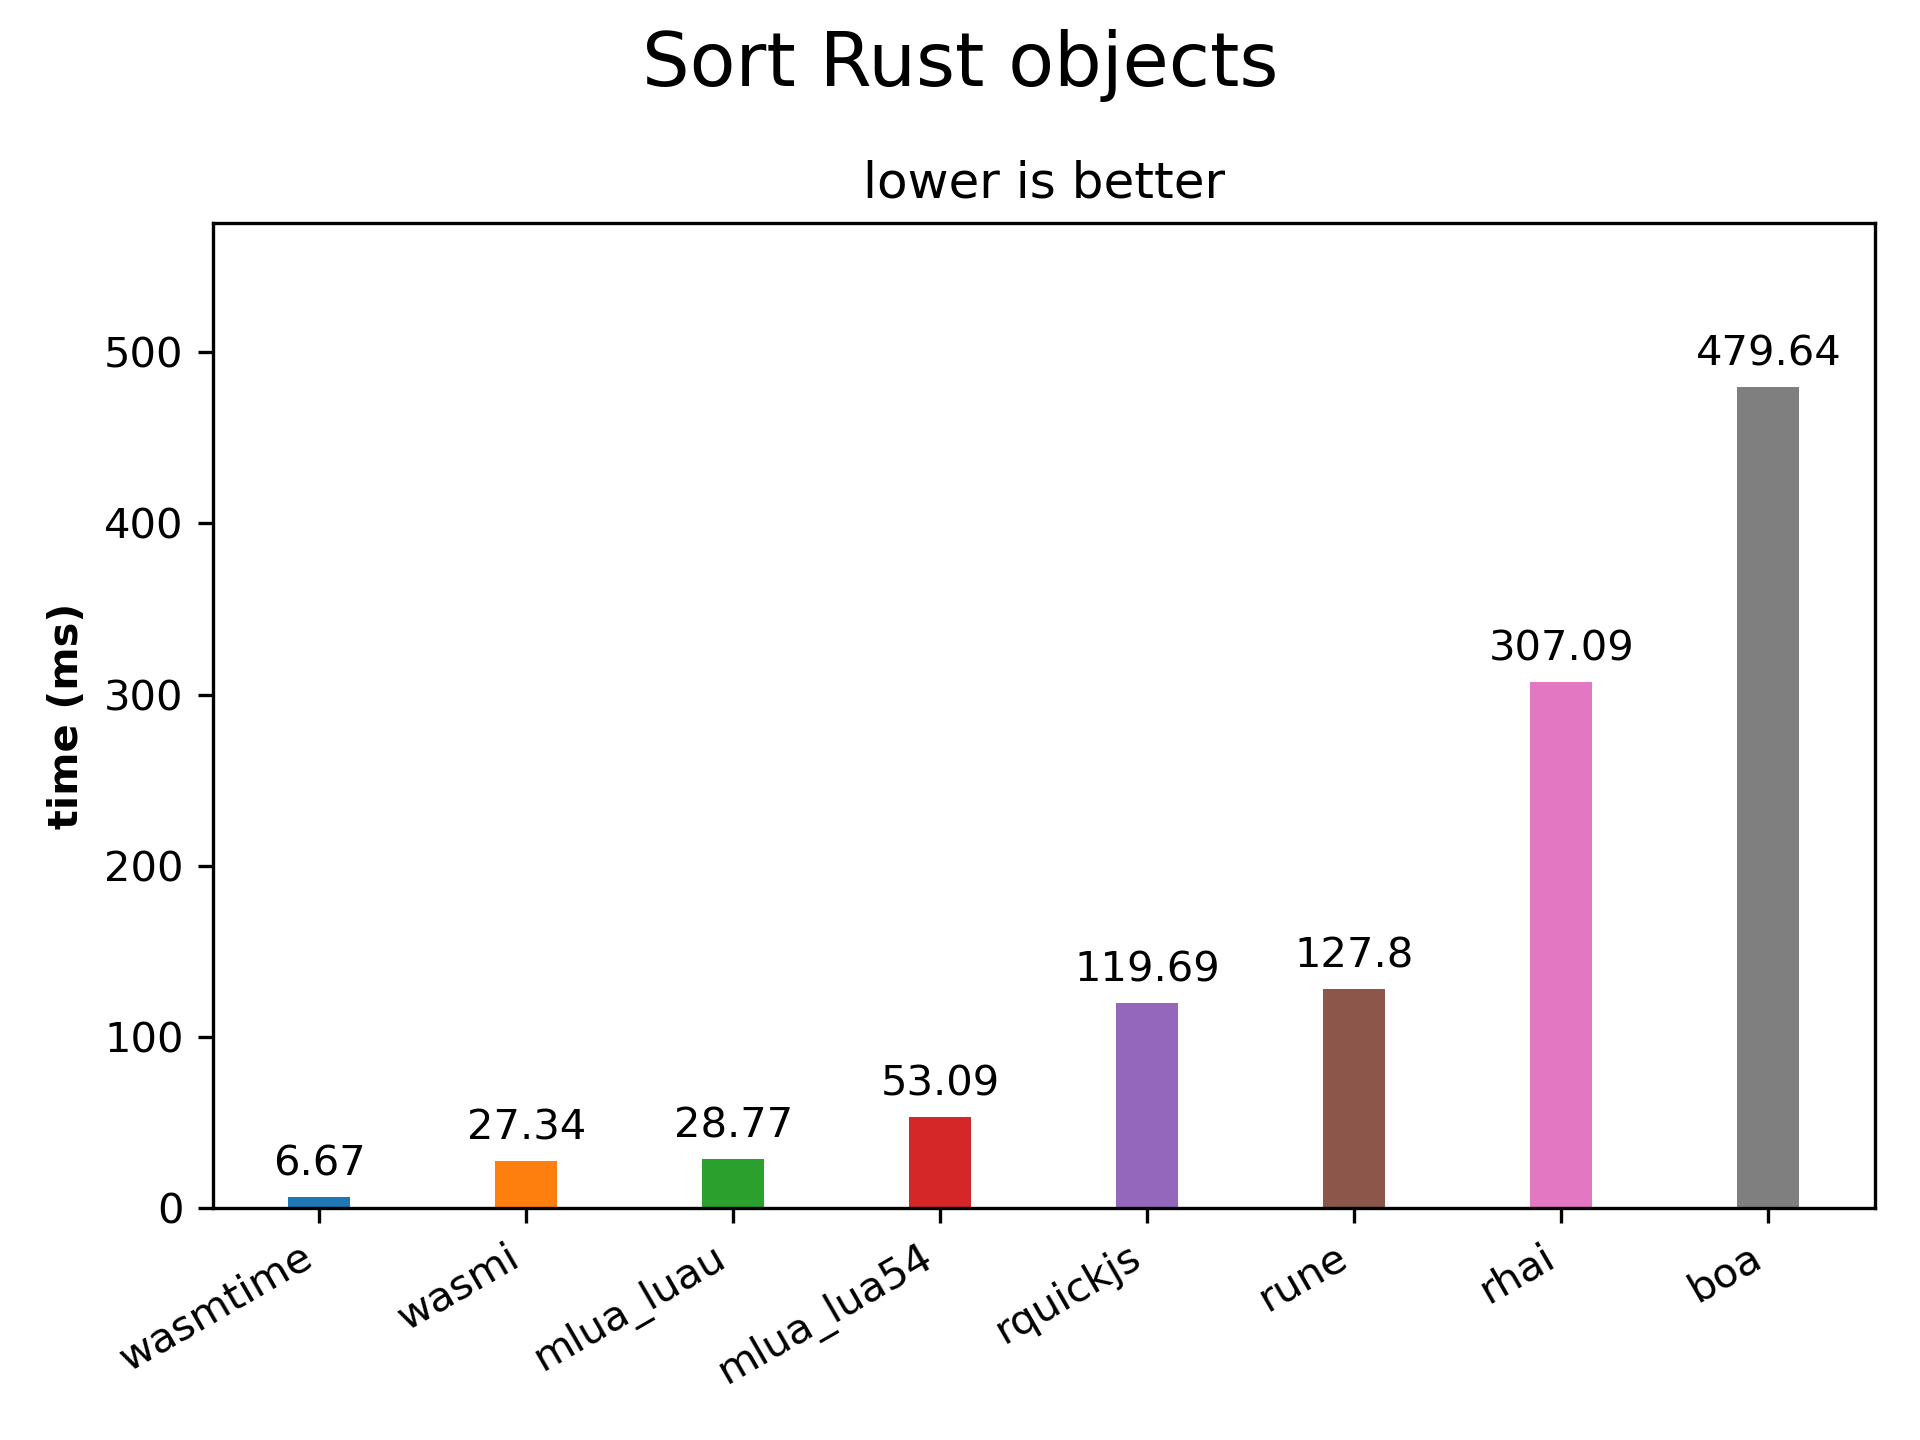 Sort Rust objects
lower is better
time (ms)
500
400
300
200
100
0
6.67
27.34
28.77
53.09
119.69
127.8
307.09
479.64
wasmtime
wasmi
mlua_luau
mlua_lua54
rquickjs
rune
rhai
boa